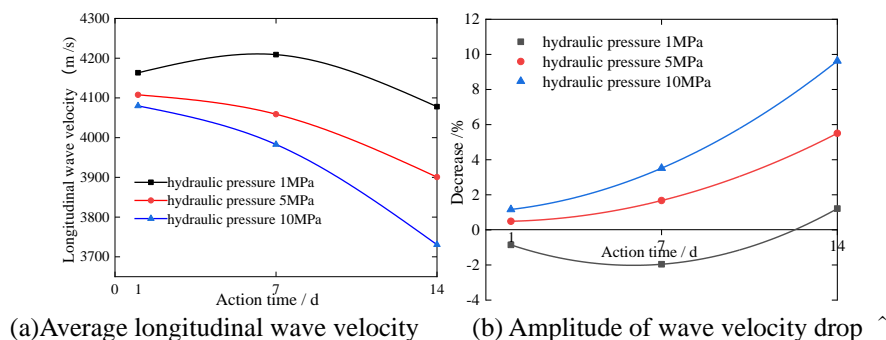 Longitudinal wave velocity （m /s）
4300
4200
4100
4000
3900
3800
3700
hydraulic pressure 1MPa
hydraulic pressure 5MPa
hydraulic pressure 10MPa
0 1 7 14
Action time / d
(a)Average longitudinal wave velocity
Decrease /%
12
10
8
6
4
2
0
-2
-4
hydraulic pressure 1MPa
hydraulic pressure 5MPa
hydraulic pressure 10MPa
1 7 14
Action time / d
(b) Amplitude of wave velocity drop ˆ